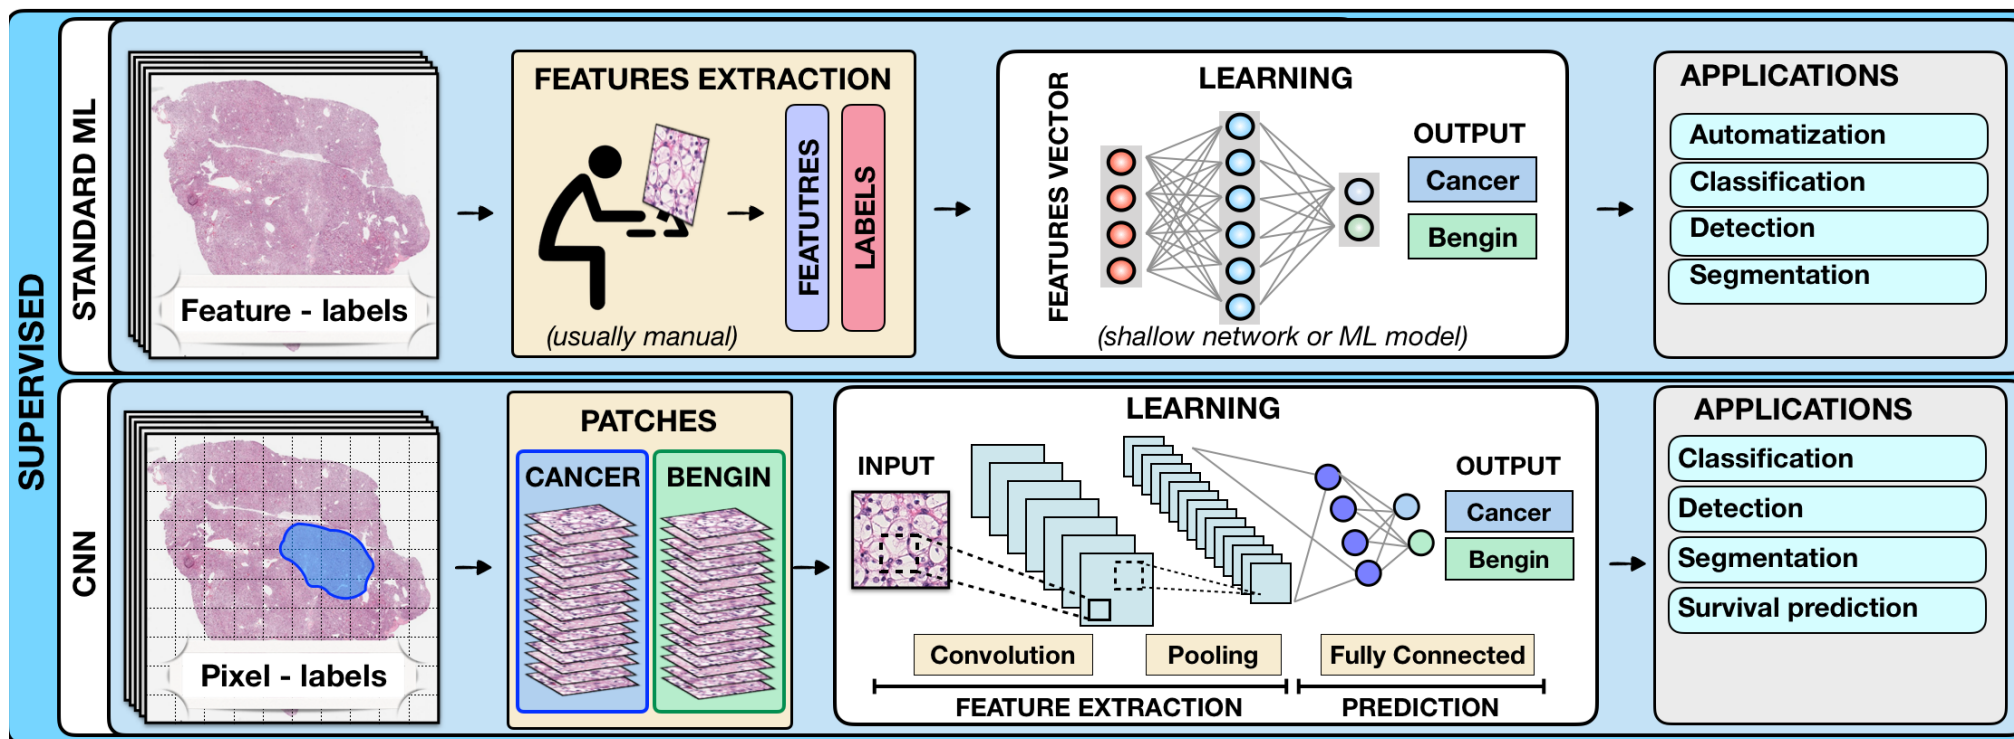 SUPERVISED
STANDARD ML
Feature - labels
FEATURES EXTRACTION
(usually manual)
FEATUTRES
LABELS
LEARNING
FEATURES VECTOR
OUTPUT
Cancer
Bengin
(shallow network or ML model)
APPLICATIONS
Automatization
Classification
Detection
Segmentation
CNN
Pixel - labels
PATCHES
CANCER
BENGIN
LEARNING
INPUT
OUTPUT
Cancer
Bengin
Convolution
Pooling
Fully Connected
FEATURE EXTRACTION
PREDICTION
APPLICATIONS
Classification
Detection
Segmentation
Survival prediction